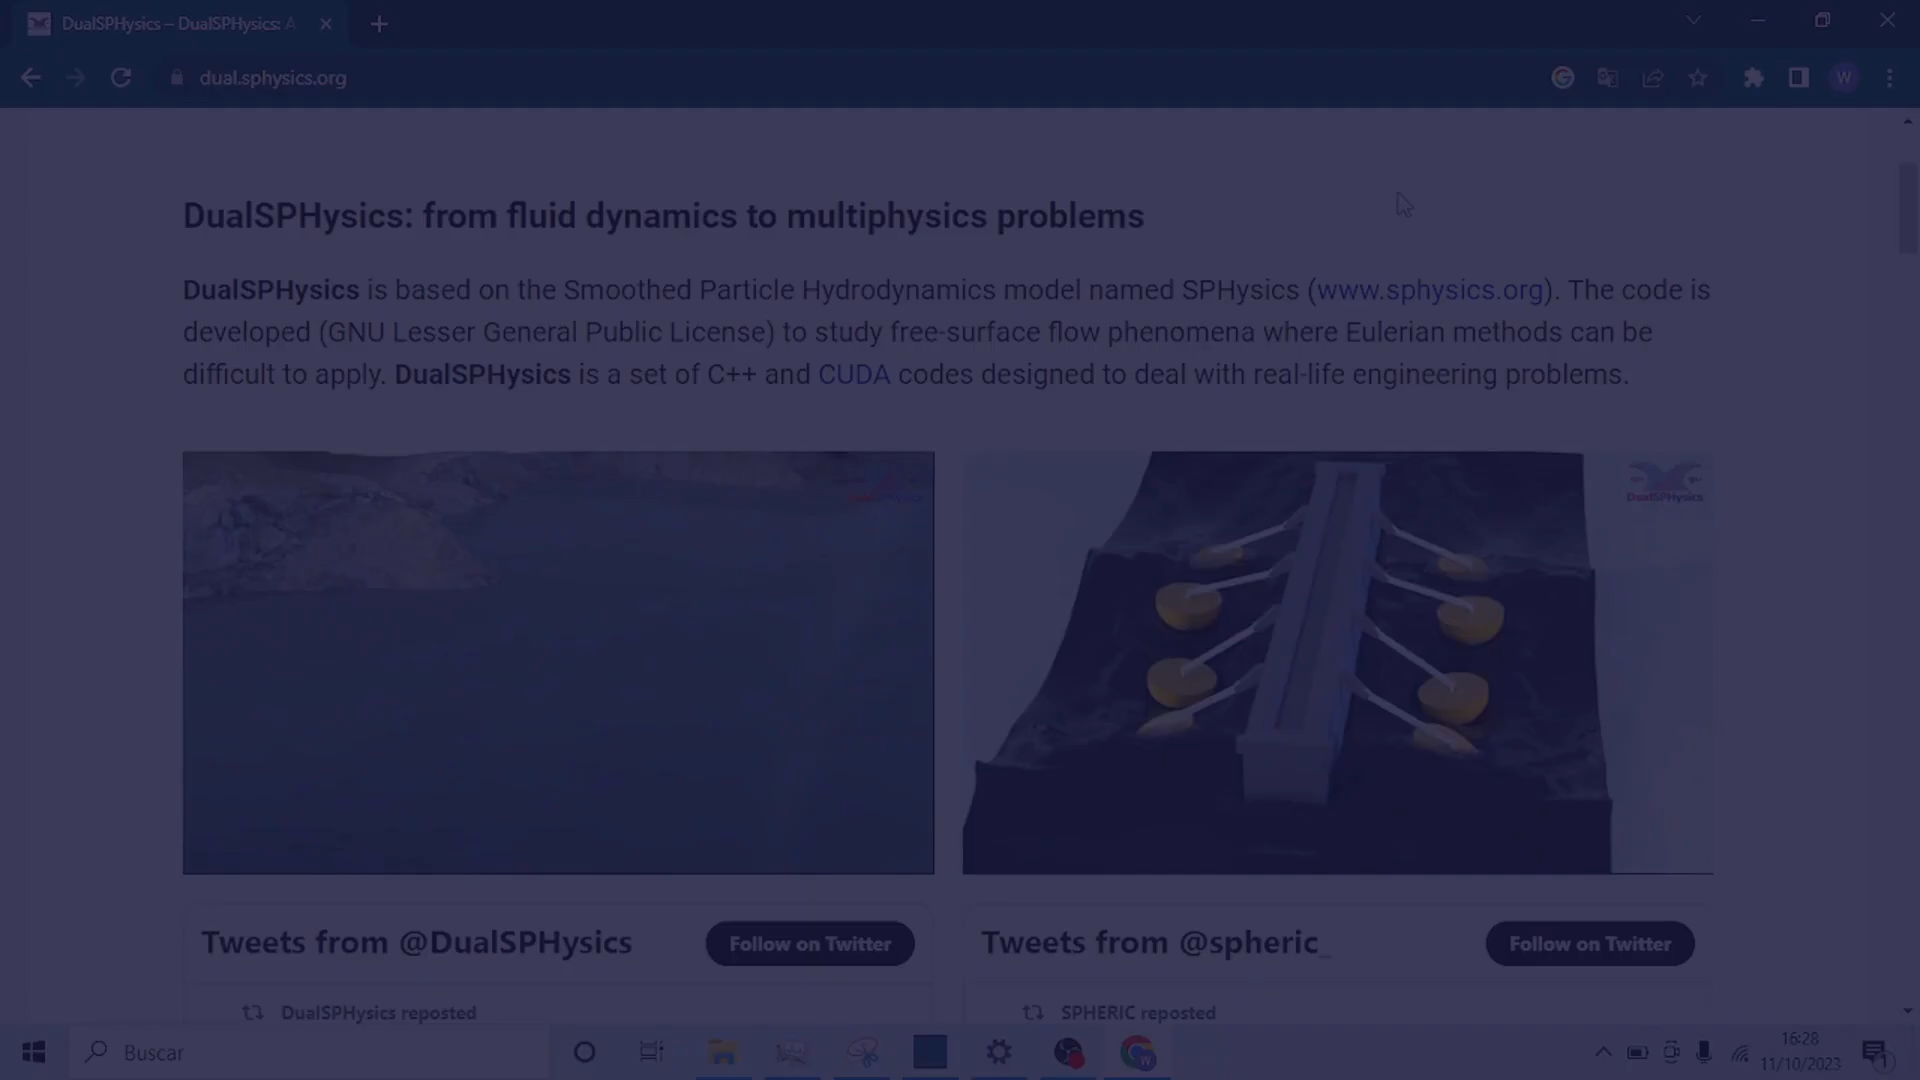 DualSPHysics – DualSPHysics: A
dual.sphysics.org
W
DualSPHysics: from fluid dynamics to multiphysics problems
DualSPHysics is based on the Smoothed Particle Hydrodynamics model named SPHysics (www.sphysics.org). The code is
developed (GNU Lesser General Public License) to study free-surface flow phenomena where Eulerian methods can be
difficult to apply. DualSPHysics is a set of C++ and CUDA codes designed to deal with real-life engineering problems.
DualSPHysics
Tweets from @DualSPHysics
Follow on Twitter
Tweets from @spheric_
Follow on Twitter
DualSPHysics reposted
SPHERIC reposted
Buscar
16:28
11/10/2023
1